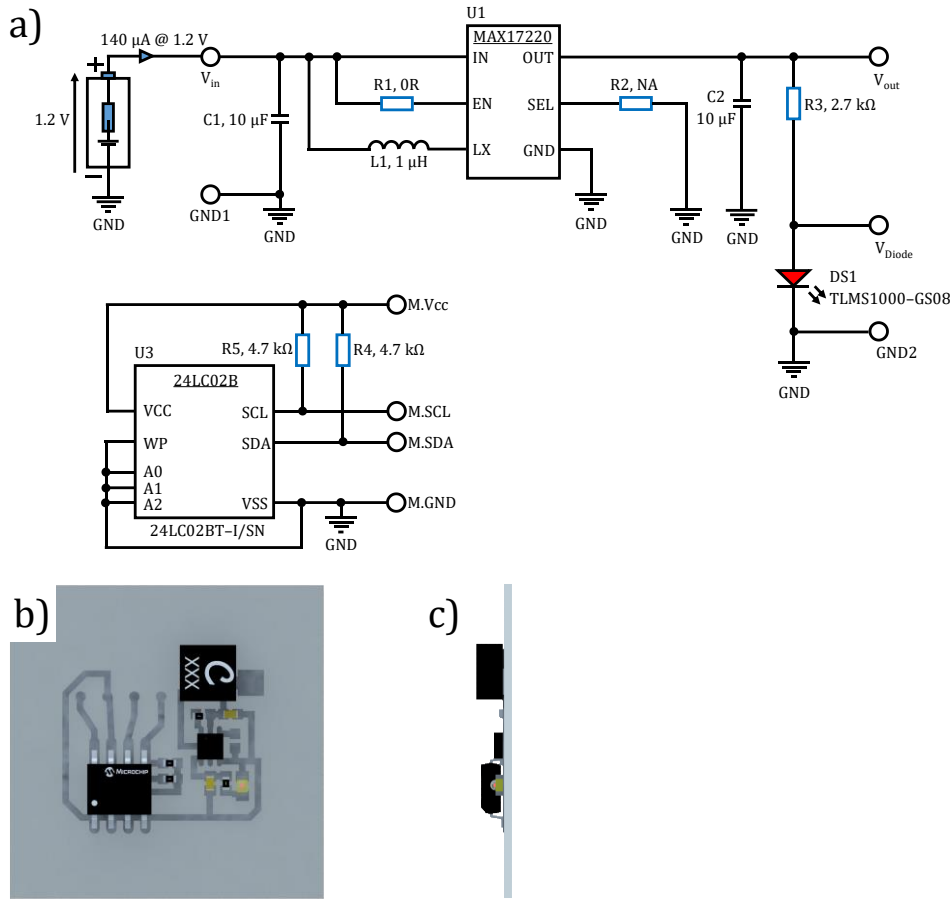 a)
140 µA @ 1.2 V
+
1.2 V
−
GND
Vin
C1, 10 µF
GND1
GND
R1, 0R
L1, 1 µH
U1
MAX17220
IN
OUT
EN
SEL
LX
GND
GND
R2, NA
GND
C2
10 µF
GND
Vout
R3, 2.7 kΩ
VDiode
DS1
TLMS1000–GS08
GND2
GND
M.Vcc
R5, 4.7 kΩ
R4, 4.7 kΩ
U3
24LC02B
VCC
SCL
M.SCL
WP
SDA
M.SDA
A0
A1
A2
VSS
M.GND
24LC02BT–I/SN
GND
b)
C
XXX
MICROCHIP
c)